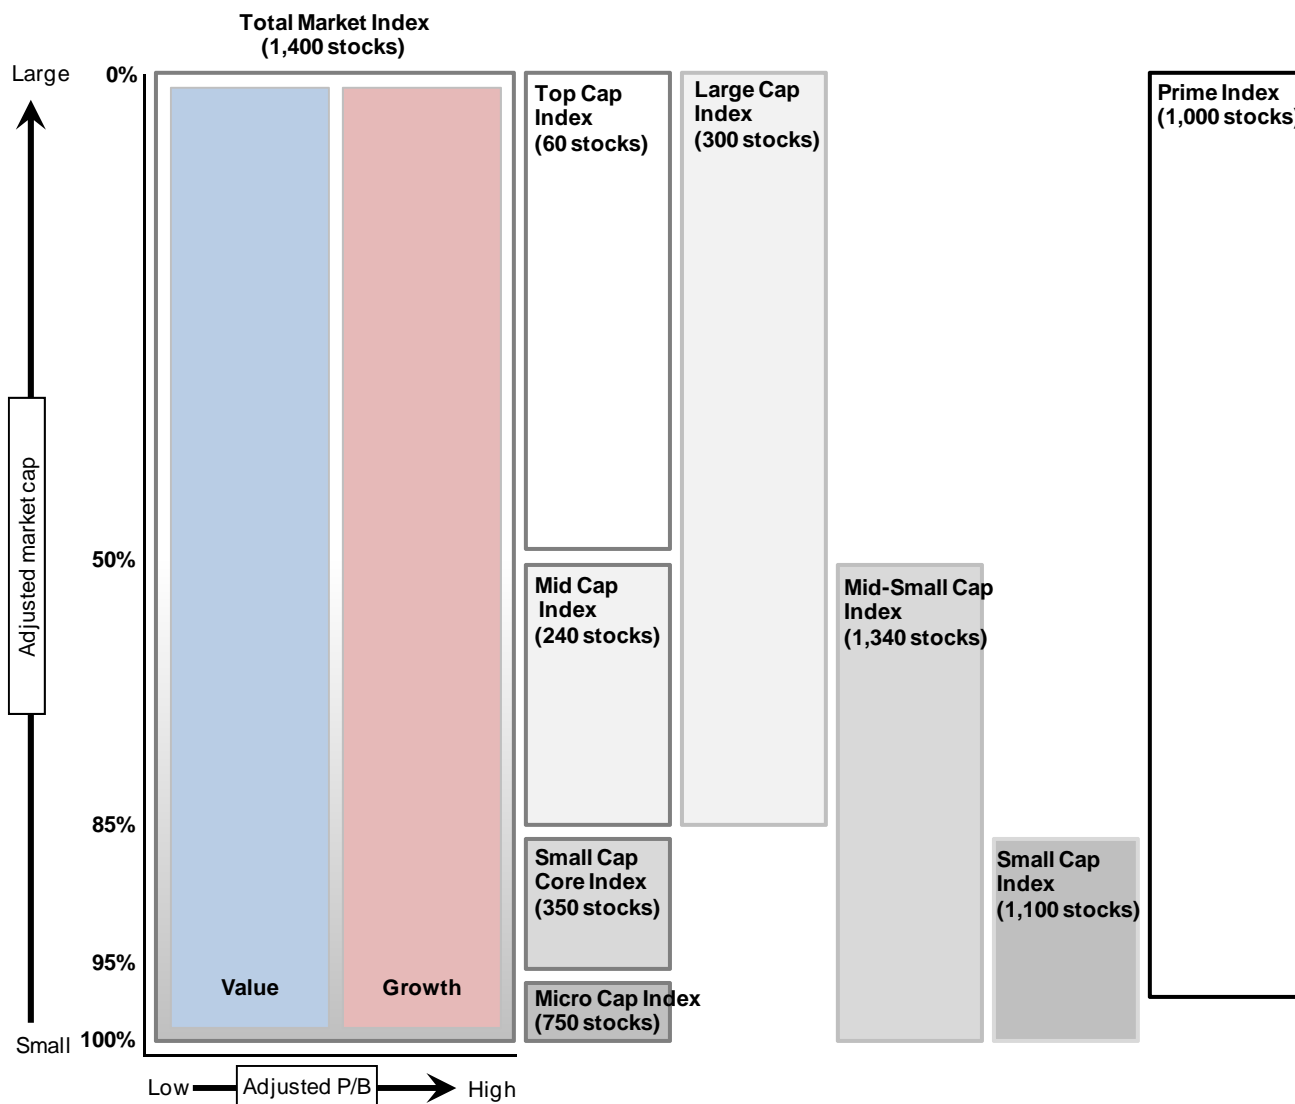 Total Market Index
(1,400 stocks)
Large
0%
Top Cap
Index
(60 stocks)
Large Cap
Index
(300 stocks)
Prime Index
(1,000 stocks)
Adjusted market cap
50%
Mid Cap
Index
(240 stocks)
Mid-Small Cap
Index
(1,340 stocks)
85%
Small Cap
Core Index
(350 stocks)
Small Cap
Index
(1,100 stocks)
95%
Value
Growth
Micro Cap Index
(750 stocks)
Small
100%
Low
Adjusted P/B
High